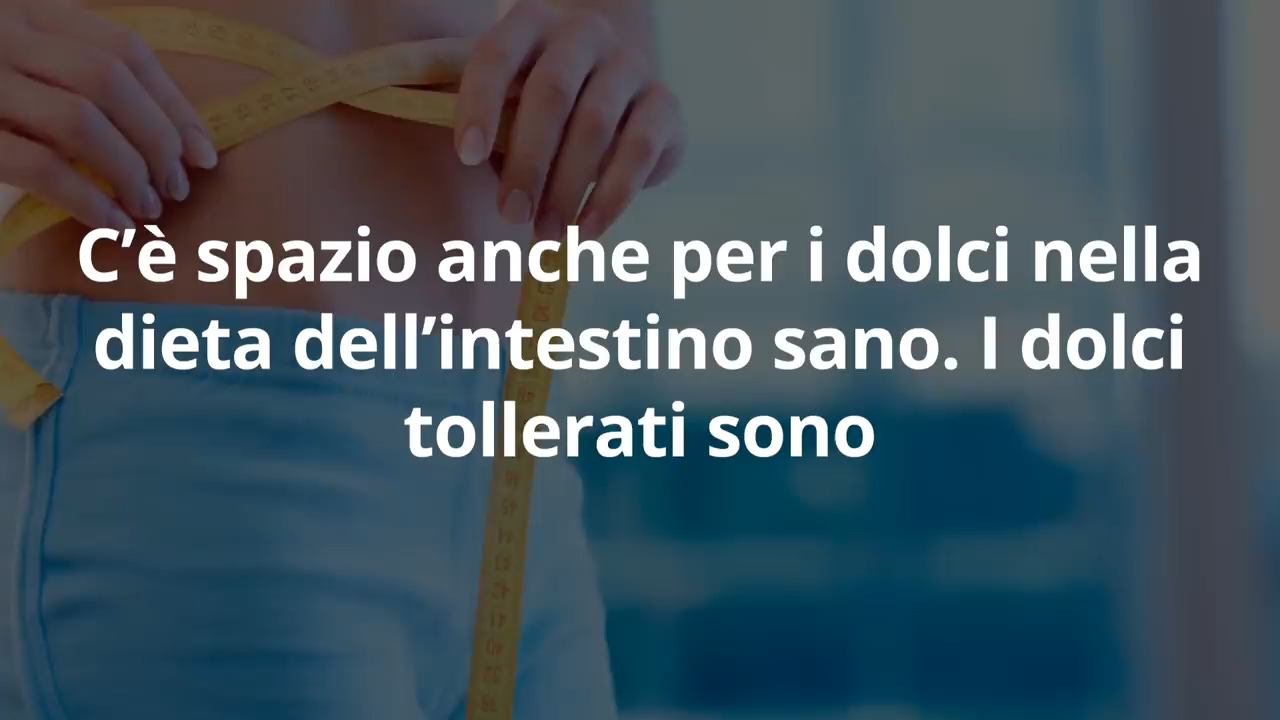 C’è spazio anche per i dolci nella
dieta dell’intestino sano. I dolci
tollerati sono